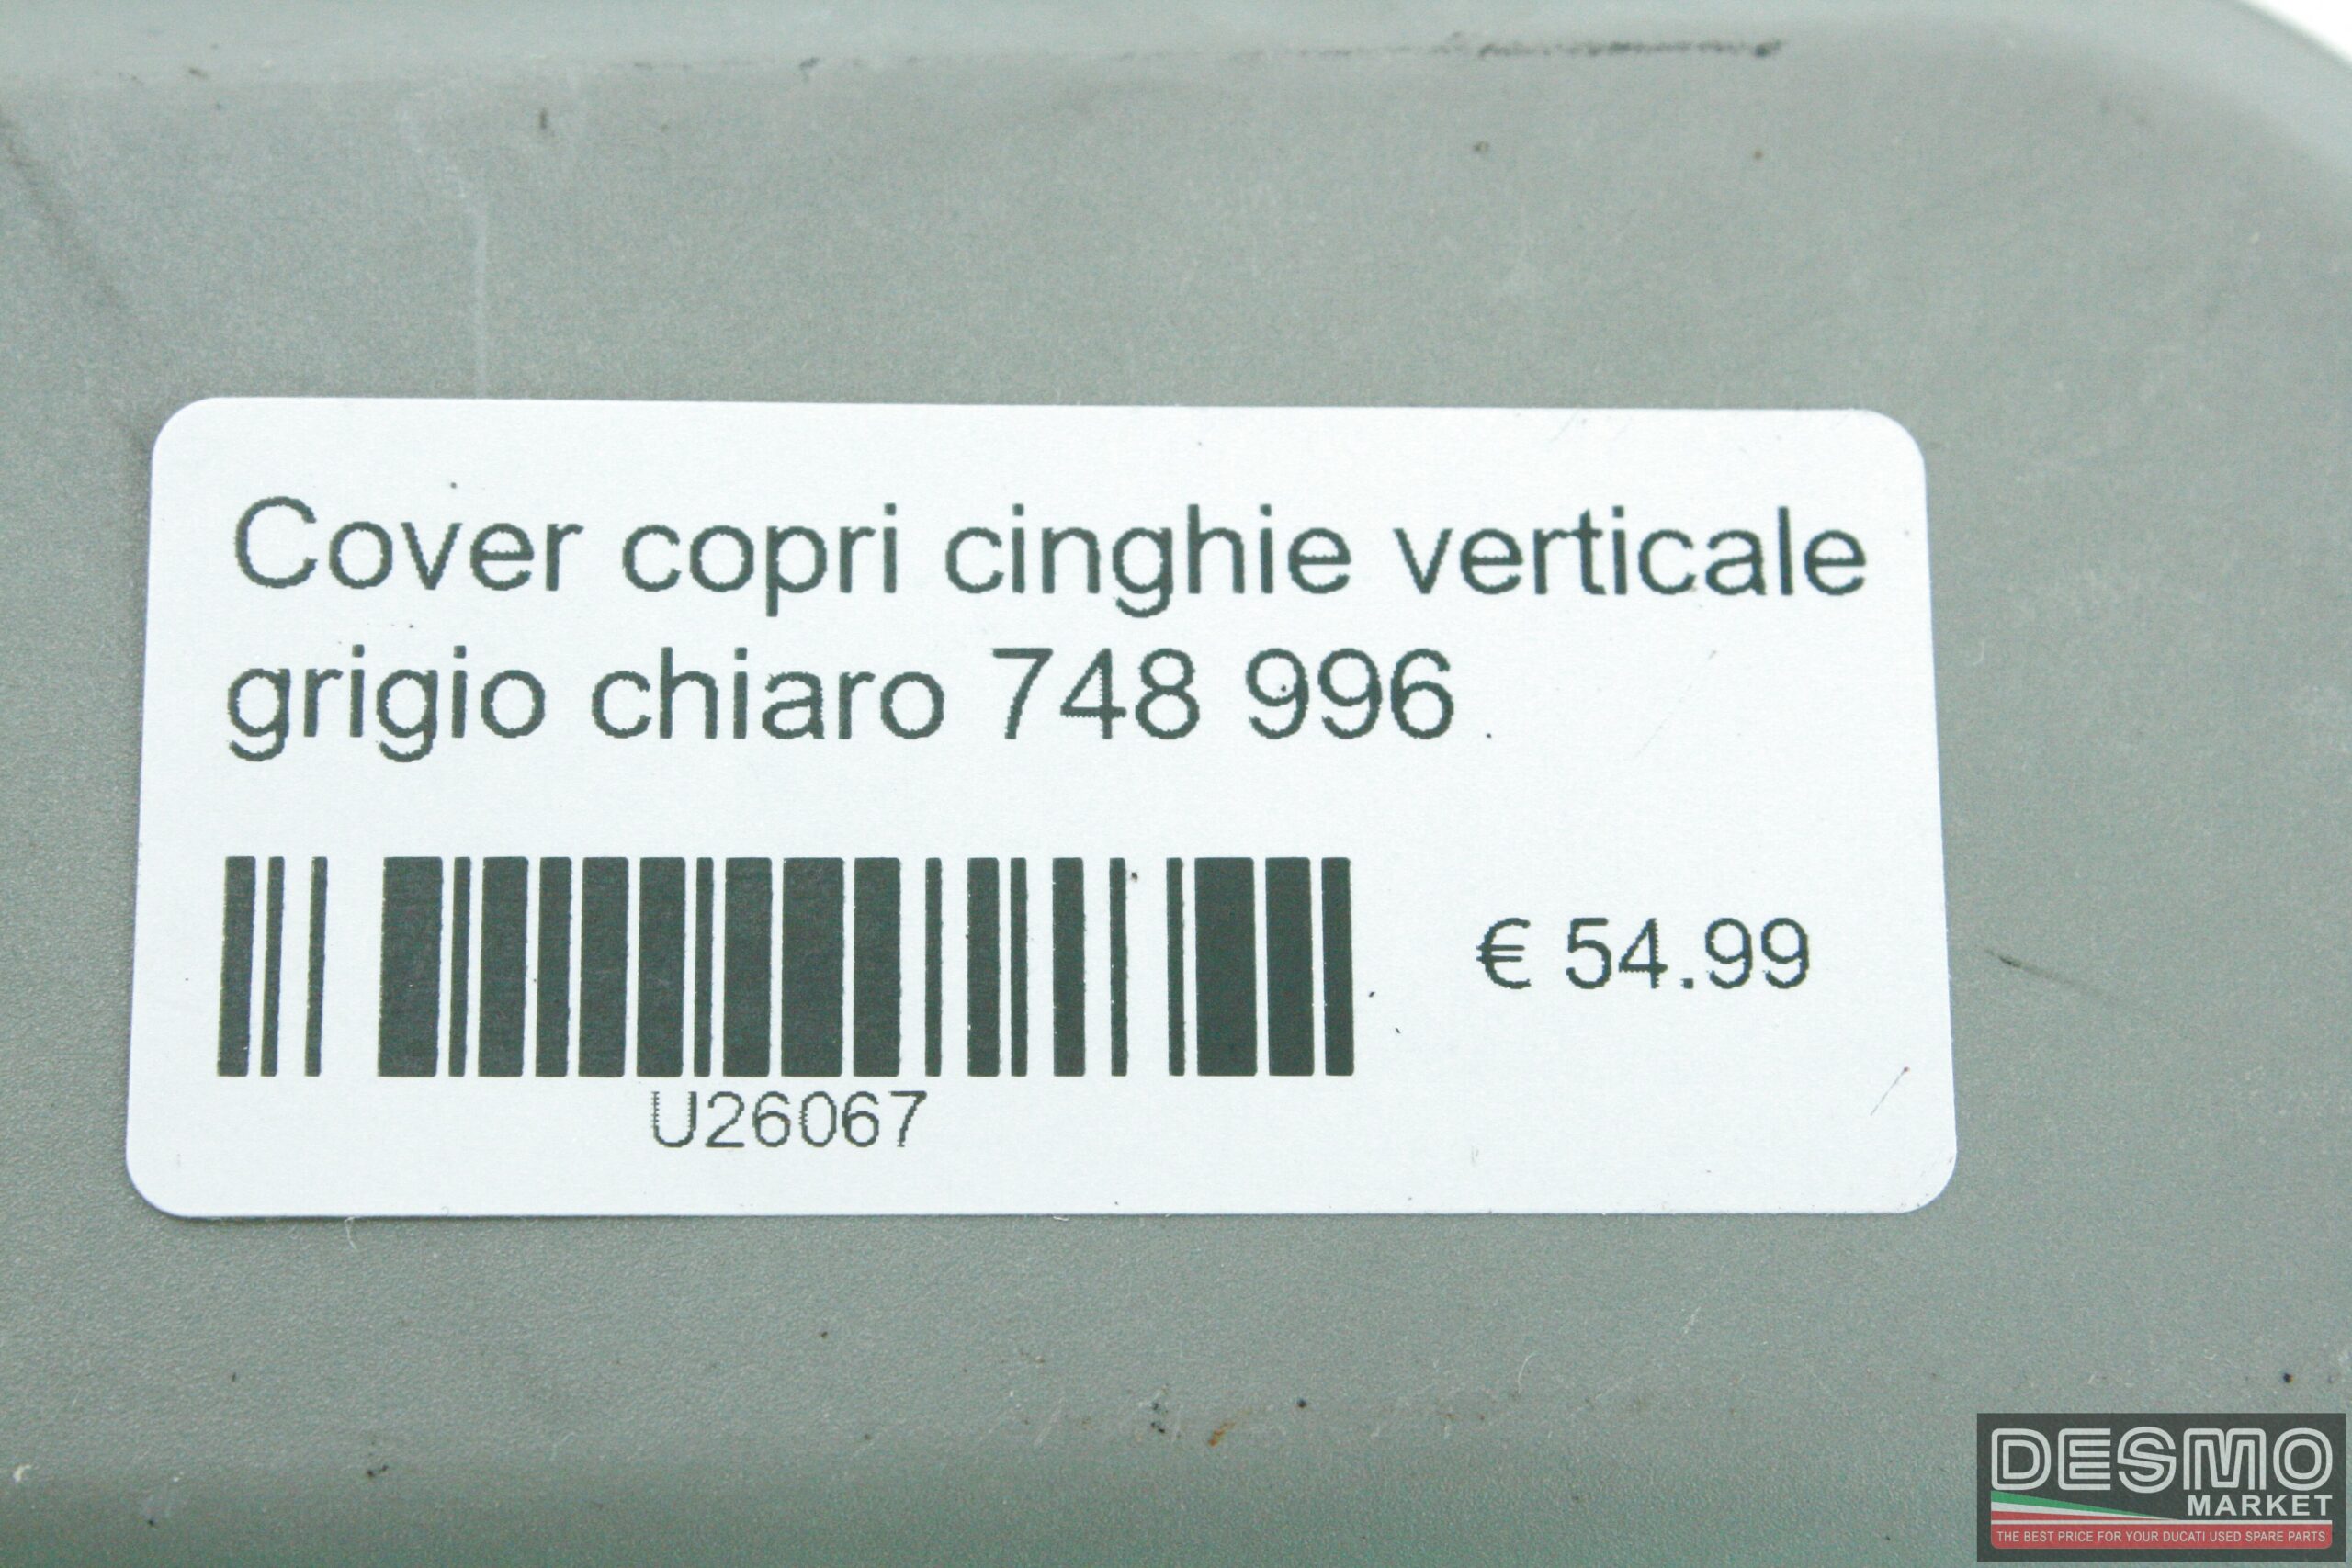 Cover copri cinghie verticale
grigio chiaro 748 996
€ 54.99
U26067
DESMO
MARKET
THE BEST PRICE FOR YOUR DUCATI USED SPARE PARTS